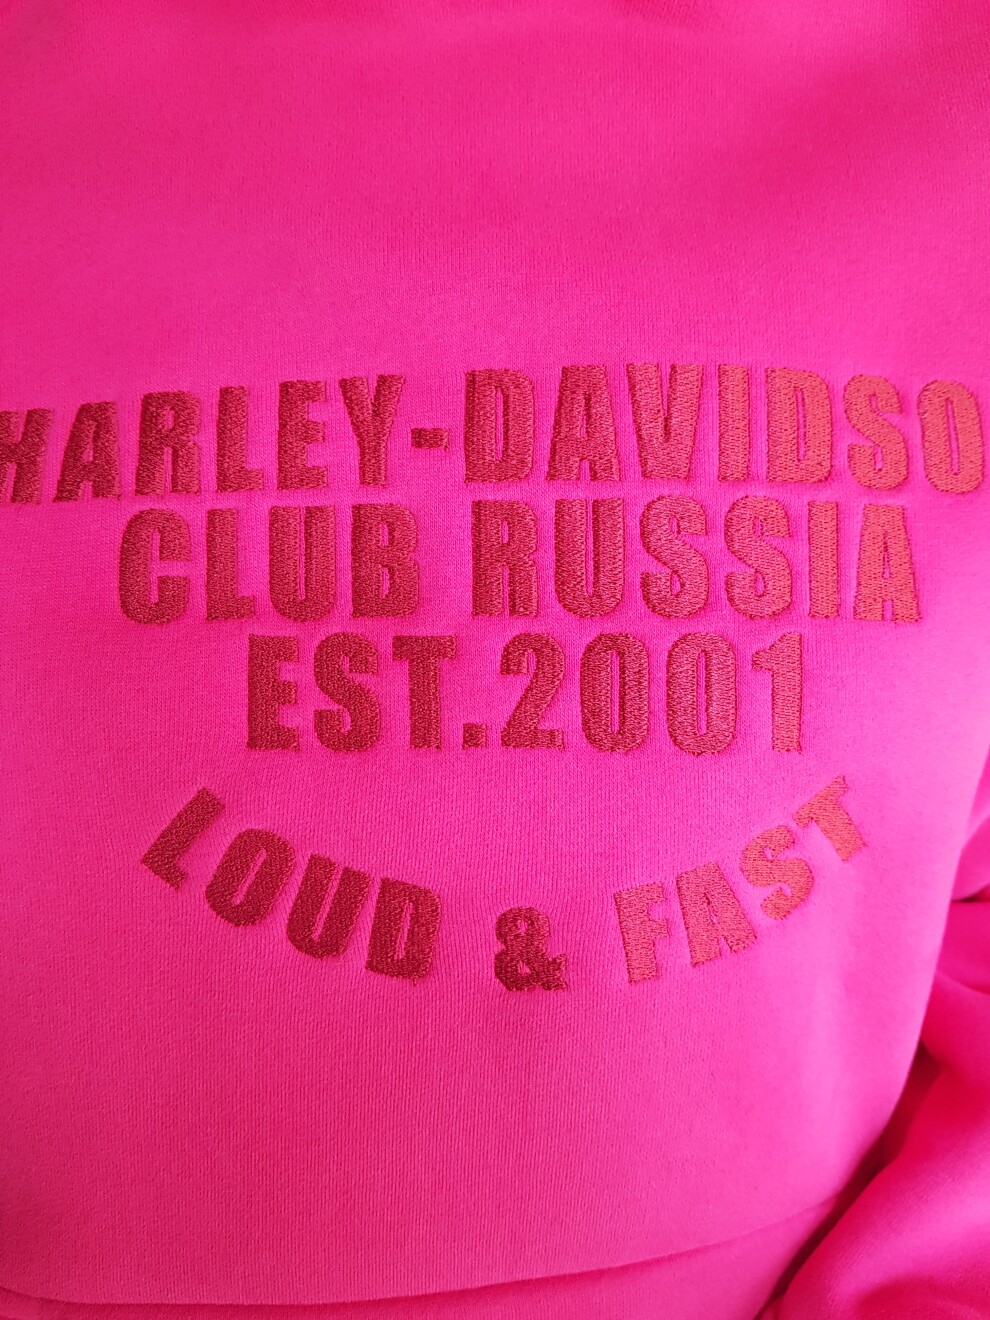 HARLEY-DAVIDSO
CLUB RUSSIA
EST.2001
LOUD & FAST